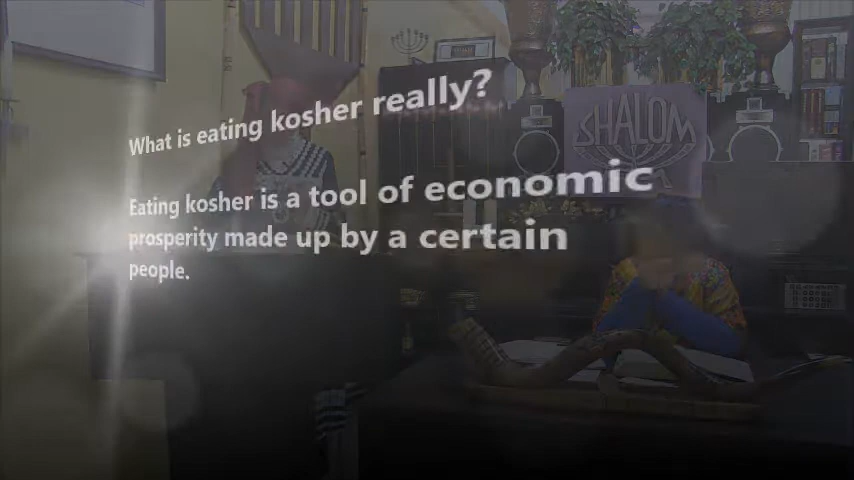 What is eating kosher really?
Eating kosher is a tool of economic
prosperity made up by a certain
people.
SHALOM